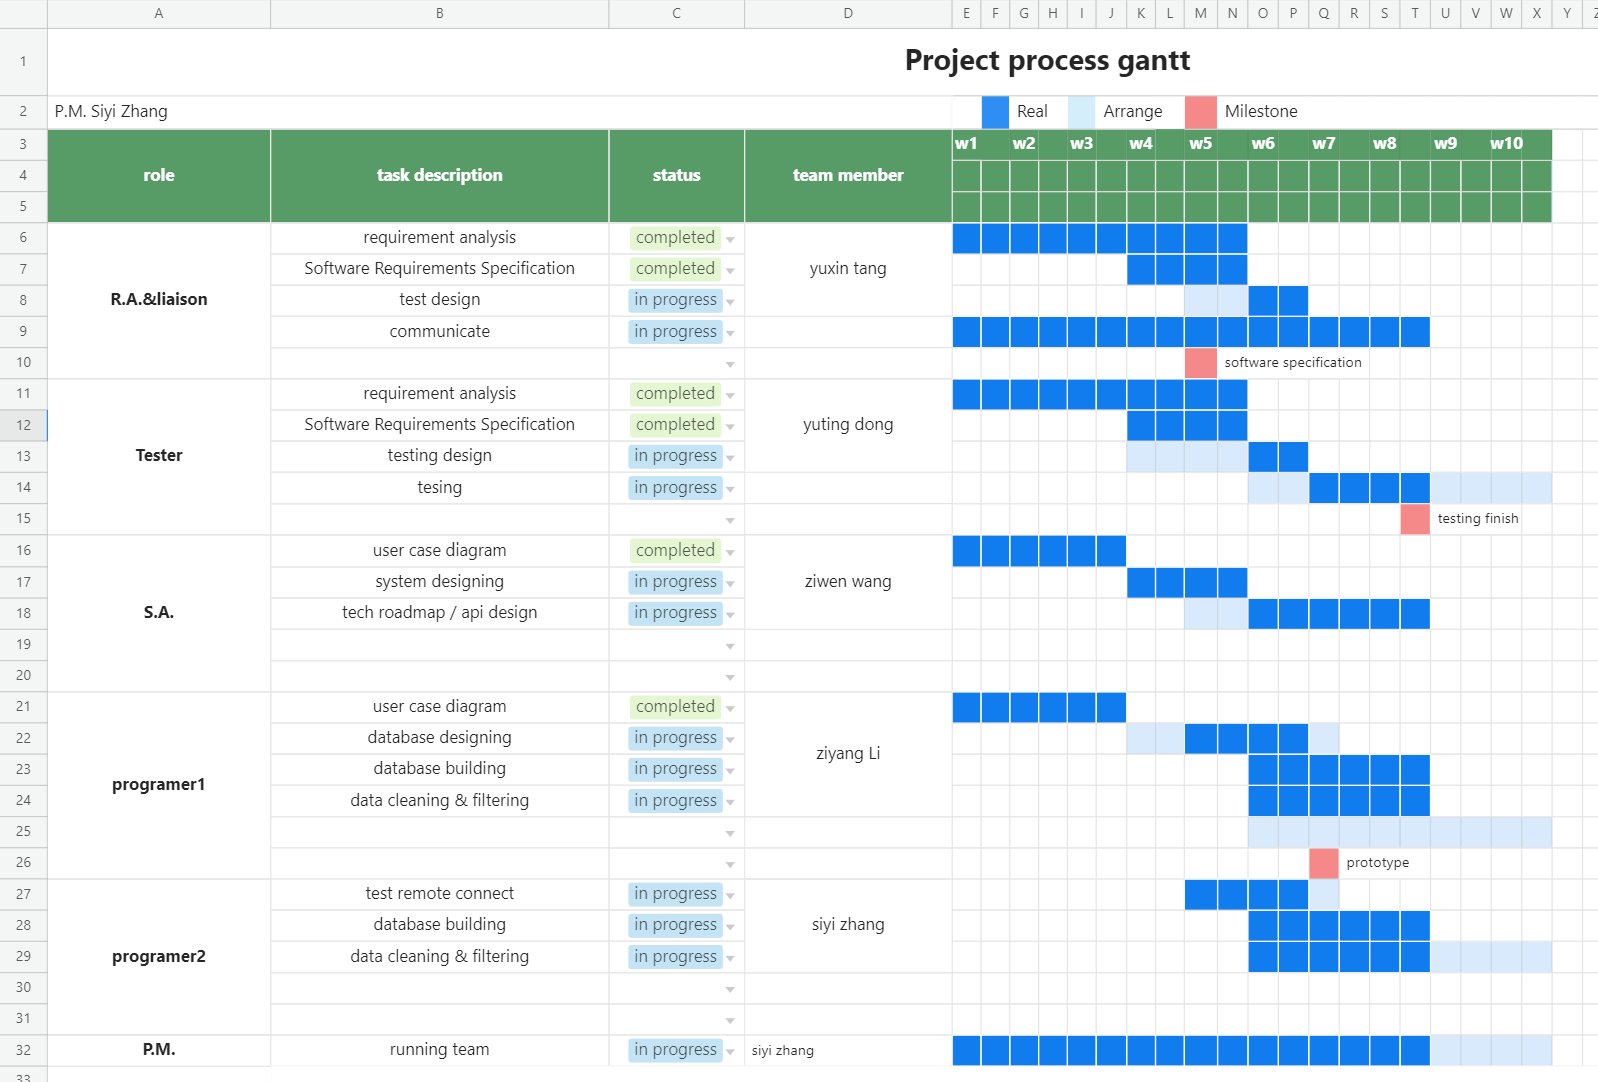 A B C D E F G H I J K L M N O P Q R S T U V W X Y Z
1 Project process gantt
2 P.M. Siyi Zhang Real Arrange Milestone
3 w1 w2 w3 w4 w5 w6 w7 w8 w9 w10
4 role task description status team member
5
6 requirement analysis completed
7 Software Requirements Specification completed yuxin tang
8 R.A.&liaison test design in progress
9 communicate in progress
10 software specification
11 requirement analysis completed
12 Software Requirements Specification completed yuting dong
13 Tester testing design in progress
14 tesing in progress
15 testing finish
16 user case diagram completed
17 system designing in progress ziwen wang
18 S.A. tech roadmap / api design in progress
19
20
21 user case diagram completed
22 database designing in progress
ziyang Li
23 database building in progress
programer1
24 data cleaning & filtering in progress
25
26 prototype
27 test remote connect in progress
28 database building in progress siyi zhang
29 programer2 data cleaning & filtering in progress
30
31
32 P.M. running team in progress siyi zhang
33